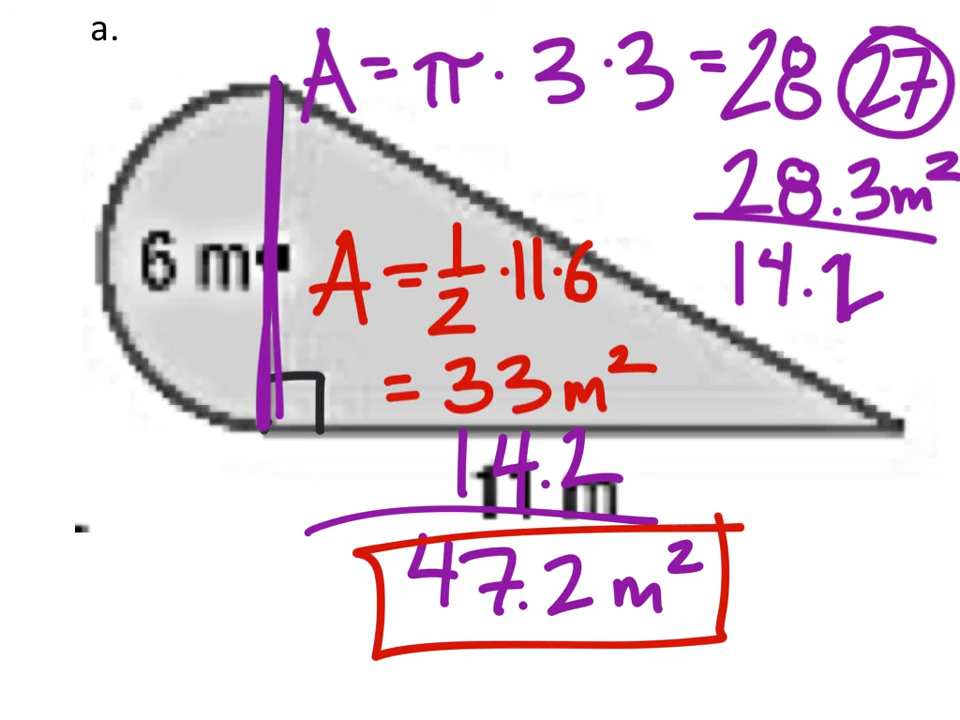 a.
A = π · 3 · 3 = 28 27
28.3m²
14.2
6 m
A = 1/2 · 11 · 6
= 33 m²
14.2
11 m
47.2 m²